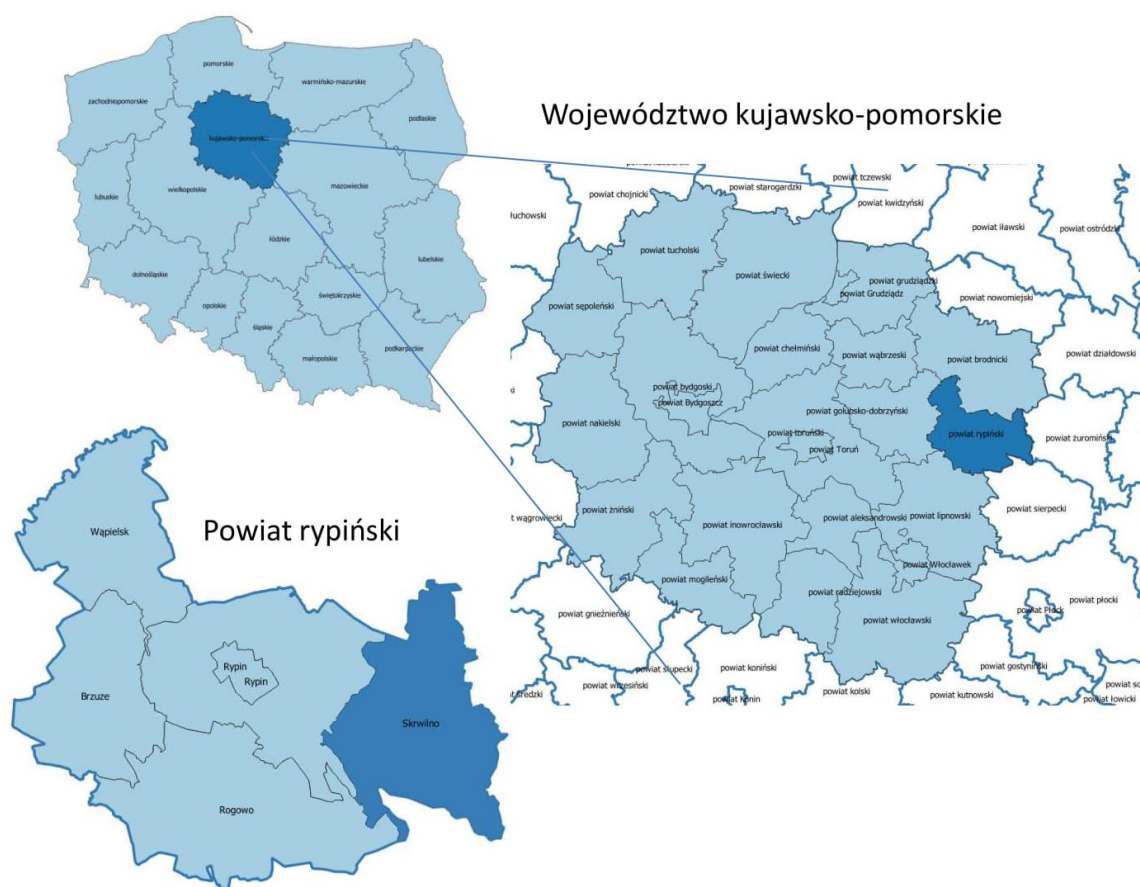 pomorskie
warmińsko-mazurskie
zachodniopomorskie
podlaskie
kujawsko-pomorsk...
lubuskie
wielkopolskie
mazowieckie
łódzkie
lubelskie
dolnośląskie
opolskie
świętokrzyskie
śląskie
małopolskie
podkarpackie
Województwo kujawsko-pomorskie
powiat tczewski
powiat chojnicki
powiat starogardzki
powiat kwidzyński
łuchowski
powiat iławski
powiat ostródzki
powiat tucholski
powiat świecki
powiat grudziądzki
powiat Grudziądz
powiat nowomiejski
powiat sępoleński
powiat chełmiński
powiat wąbrzeski
powiat brodnicki
powiat działdowski
powiat bydgoski
powiat Bydgoszcz
powiat golubsko-dobrzyński
powiat nakielski
powiat toruński
powiat Toruń
powiat rypiński
powiat żuromiński
t wągrowiecki
powiat żniński
powiat inowrocławski
powiat aleksandrowski
powiat lipnowski
powiat sierpecki
powiat mogileński
powiat Włocławek
powiat radziejowski
powiat gnieźnieński
powiat włocławski
powiat Płock
powiat płocki
powiat słupecki
powiat koniński
powiat gostyniński
powiat wrzesiński
powiat Konin
powiat kolski
powiat kutnowski
powiat łowicki
Powiat rypiński
Wąpielsk
Rypin
Rypin
Brzuze
Skrwilno
Rogowo